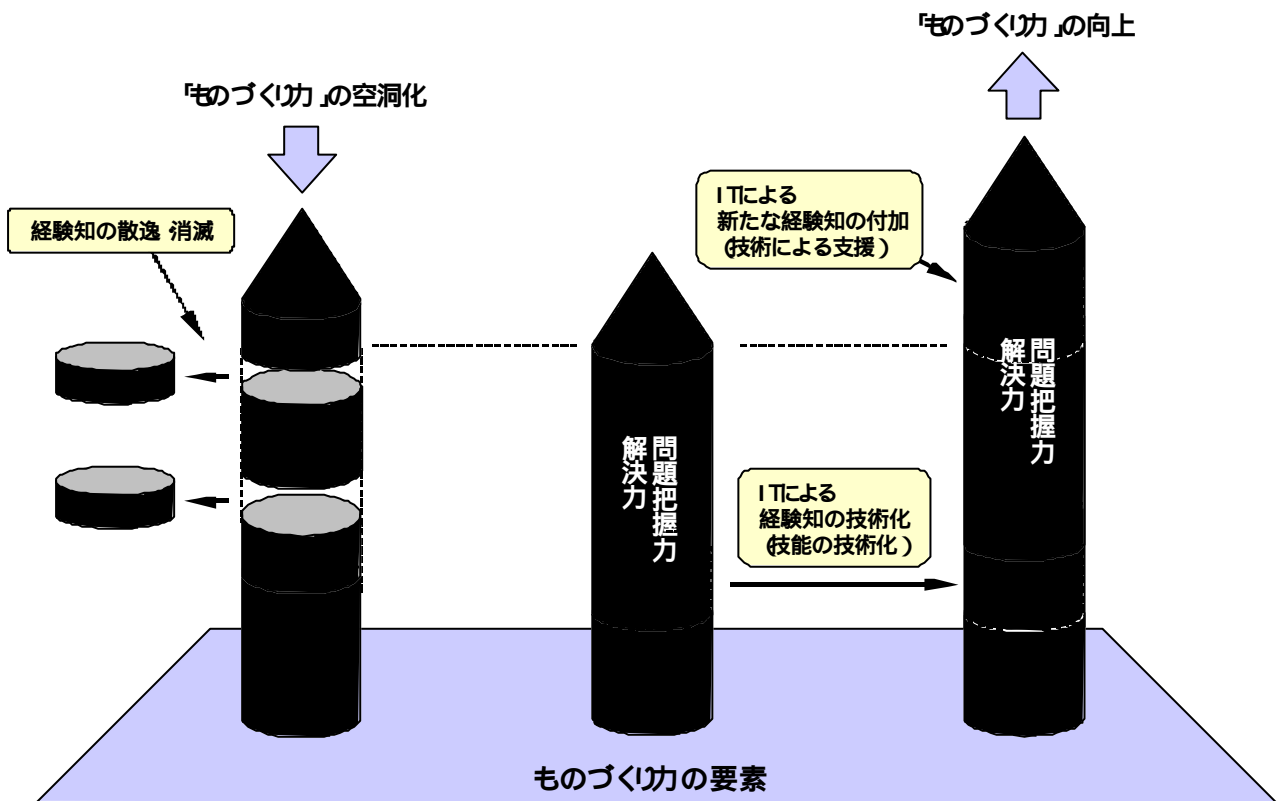 「ものづくり力」の向上
「ものづくり力」の空洞化
経験知の散逸・消滅
ITによる
新たな経験知の付加
(技術による支援)
問題把握力
解決力
問題把握力
解決力
ITによる
経験知の技術化
(技能の技術化)
ものづくり力の要素